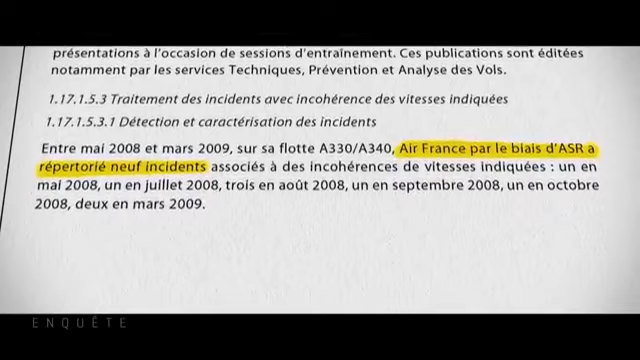 présentations à l'occasion de sessions d'entraînement. Ces publications sont éditées
notamment par les services Techniques, Prévention et Analyse des Vols.
1.17.1.5.3 Traitement des incidents avec incohérence des vitesses indiquées
1.17.1.5.3.1 Détection et caractérisation des incidents
Entre mai 2008 et mars 2009, sur sa flotte A330/A340, Air France par le biais d'ASR a
répertorié neuf incidents associés à des incohérences de vitesses indiquées : un en
mai 2008, un en juillet 2008, trois en août 2008, un en septembre 2008, un en octobre
2008, deux en mars 2009.
ENQUÊTE